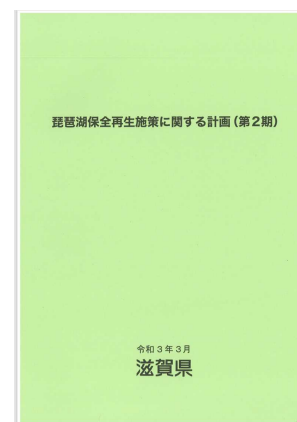 琵琶湖保全再生施策に関する計画（第２期）
令和３年３月
滋賀県